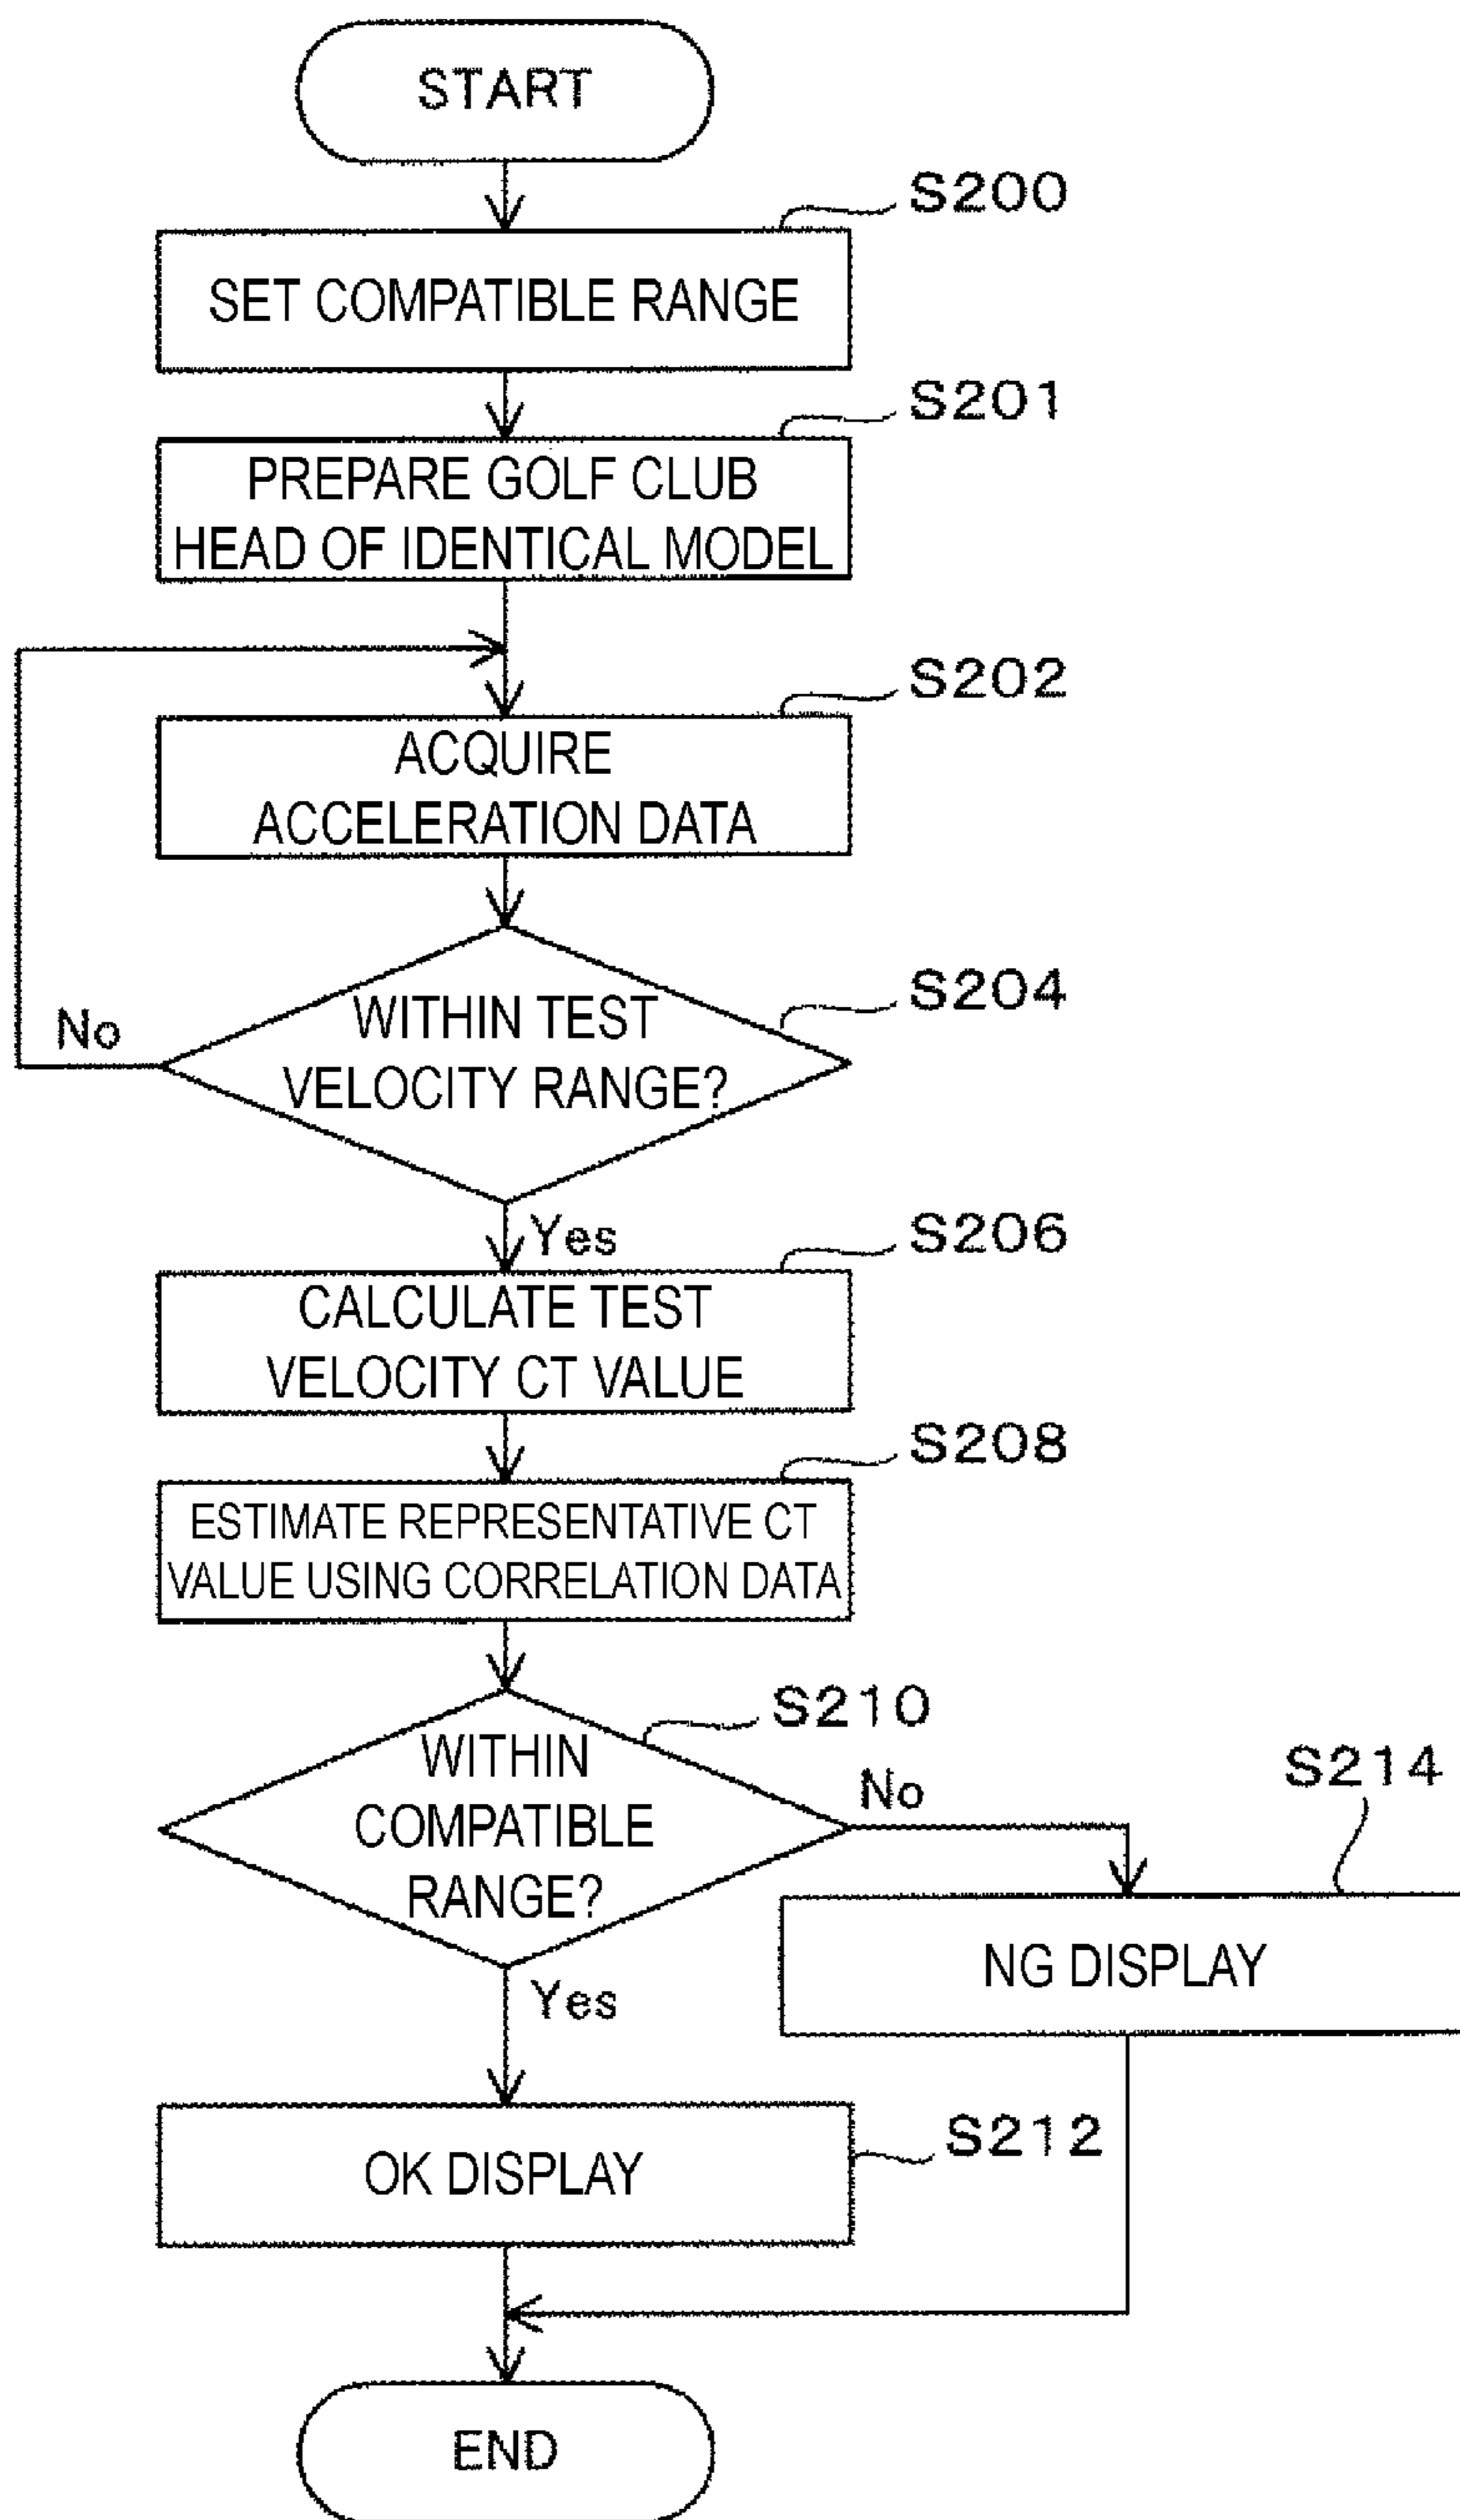 START
S200
SET COMPATIBLE RANGE
S201
PREPARE GOLF CLUB
HEAD OF IDENTICAL MODEL
S202
ACQUIRE
ACCELERATION DATA
S204
WITHIN TEST
VELOCITY RANGE?
No
Yes
S206
CALCULATE TEST
VELOCITY CT VALUE
S208
ESTIMATE REPRESENTATIVE CT
VALUE USING CORRELATION DATA
S210
WITHIN
COMPATIBLE
RANGE?
No
S214
NG DISPLAY
Yes
S212
OK DISPLAY
END